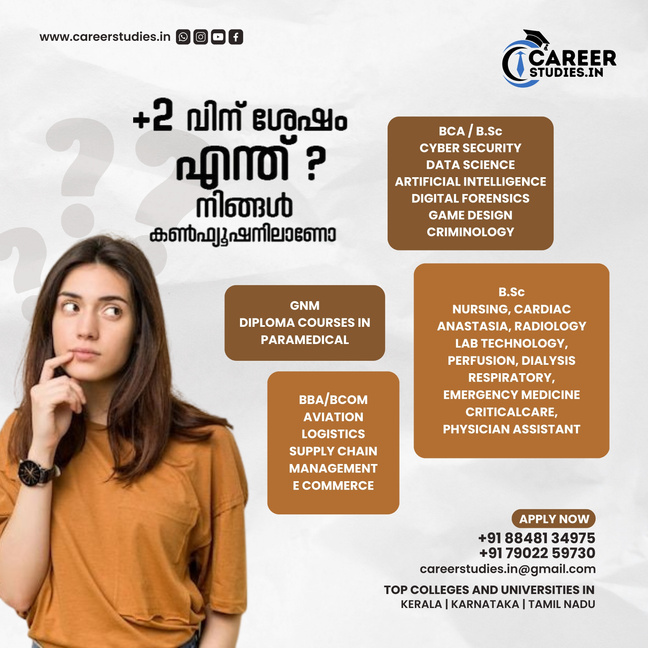 www.careerstudies.in
CAREER
STUDIES.IN
+2 വിന് ശേഷം
എന്ത് ?
നിങ്ങൾ
കൺഫ്യൂഷനിലാണോ
BCA / B.Sc
CYBER SECURITY
DATA SCIENCE
ARTIFICIAL INTELLIGENCE
DIGITAL FORENSICS
GAME DESIGN
CRIMINOLOGY
GNM
DIPLOMA COURSES IN
PARAMEDICAL
B.Sc
NURSING, CARDIAC
ANASTASIA, RADIOLOGY
LAB TECHNOLOGY,
PERFUSION, DIALYSIS
RESPIRATORY,
EMERGENCY MEDICINE
CRITICALCARE,
PHYSICIAN ASSISTANT
BBA/BCOM
AVIATION
LOGISTICS
SUPPLY CHAIN
MANAGEMENT
E COMMERCE
APPLY NOW
+91 88481 34975
+91 79022 59730
careerstudies.in@gmail.com
TOP COLLEGES AND UNIVERSITIES IN
KERALA | KARNATAKA | TAMIL NADU